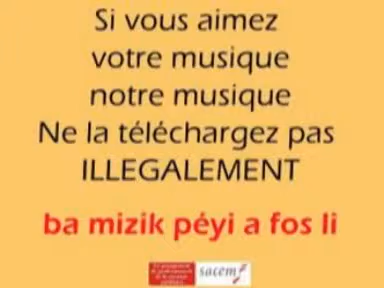 Si vous aimez
votre musique
notre musique
Ne la téléchargez pas
ILLEGALEMENT
ba mizik péyi a fos li
sacem